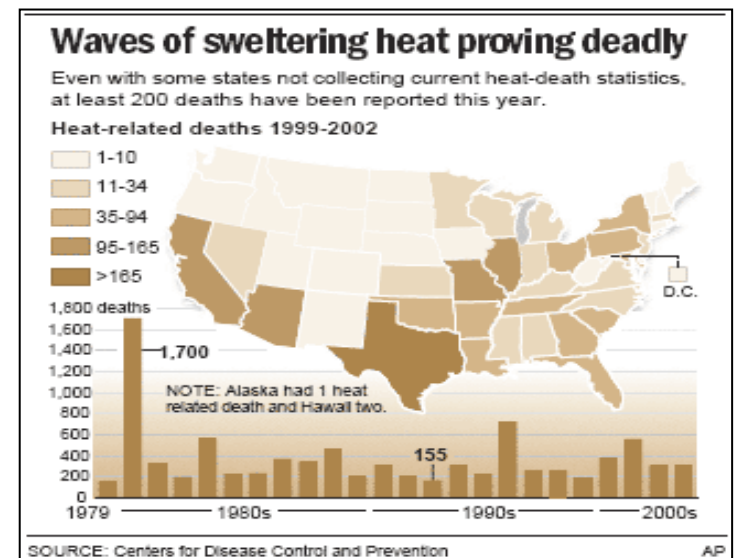 Waves of sweltering heat proving deadly
Even with some states not collecting current heat-death statistics,
at least 200 deaths have been reported this year.
Heat-related deaths 1999-2002
1-10
11-34
35-94
95-165
>165
D.C.
1,800 deaths
1,600
1,400
1,200
1,000
800
600
400
200
0
1,700
NOTE: Alaska had 1 heat
related death and Hawaii two.
155
1979
1980s
1990s
2000s
SOURCE: Centers for Disease Control and Prevention
AP